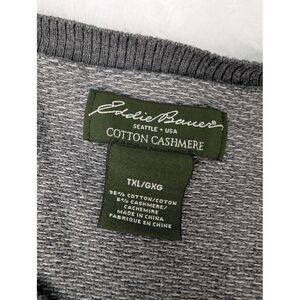 Eddie Bauer
SEATTLE • USA
COTTON CASHMERE
TXL/GXG
95% COTTON/COTON
5% CASHMERE/
CACHEMIRE
MADE IN CHINA
FABRIQUÉ EN CHINE